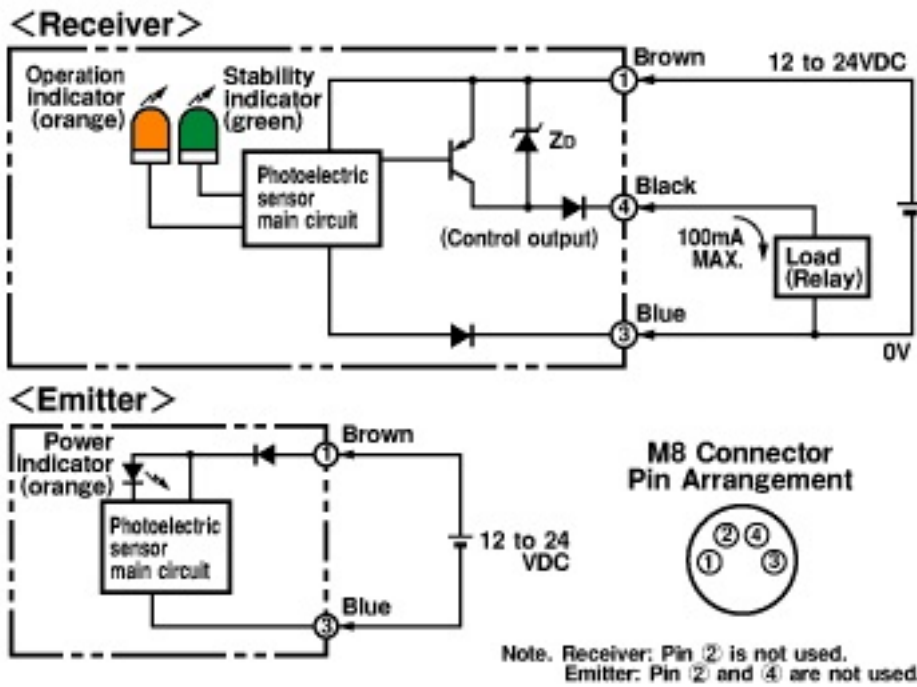 <Receiver>
Operation
indicator
(orange)
Stability
indicator
(green)
Photoelectric
sensor
main circuit
ZD
(Control output)
1
Brown
12 to 24VDC
4
Black
100mA
MAX.
Load
(Relay)
3
Blue
0V
<Emitter>
Power
indicator
(orange)
Photoelectric
sensor
main circuit
1
Brown
12 to 24
VDC
3
Blue
M8 Connector
Pin Arrangement
② ④
① ③
Note. Receiver: Pin ② is not used.
Emitter: Pin ② and ④ are not used